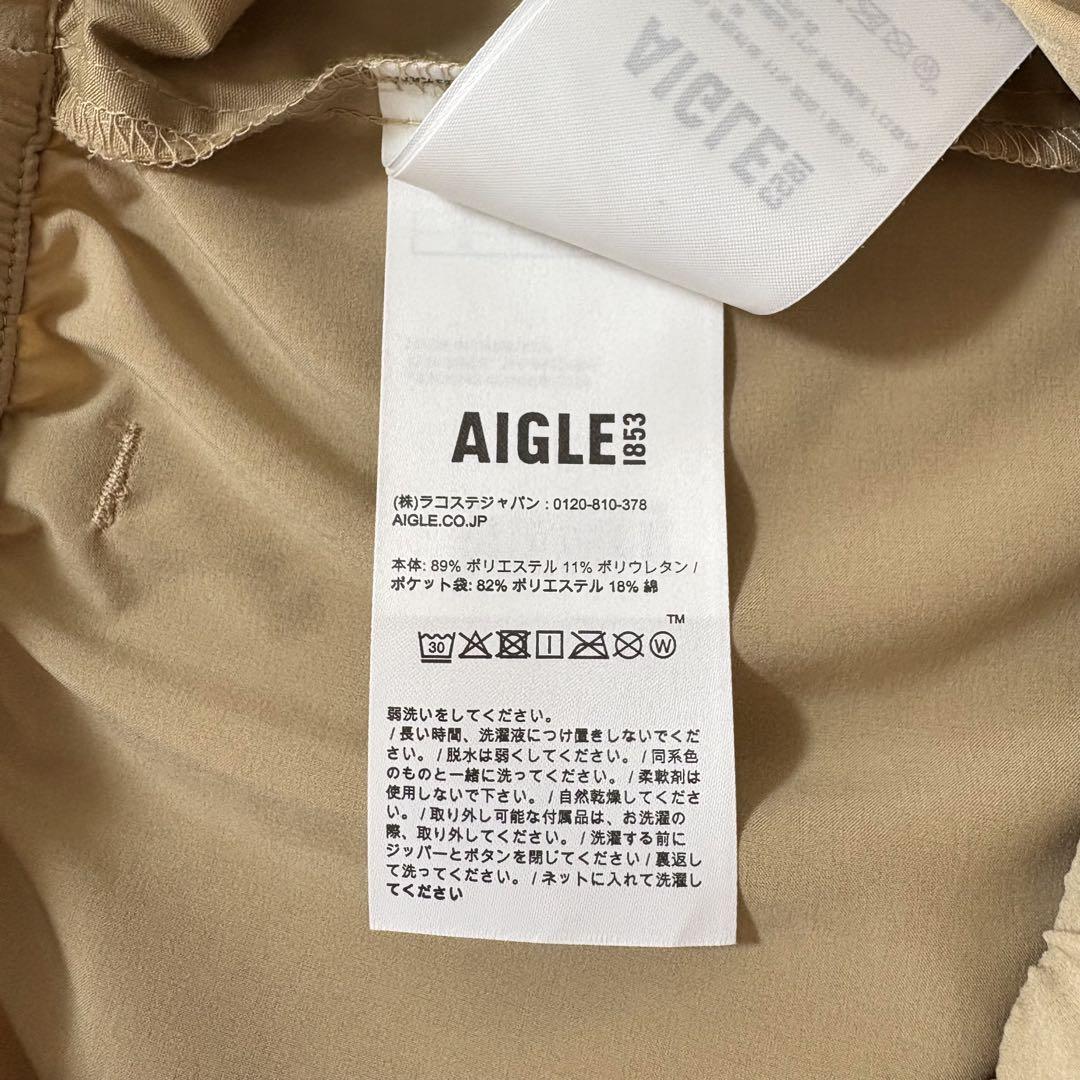 AIGLE
AIGLE 1853
(株)ラコステジャパン : 0120-810-378
AIGLE.CO.JP
本体: 89% ポリエステル 11% ポリウレタン /
ポケット袋: 82% ポリエステル 18% 綿
TM
30 W
弱洗いをしてください。
/ 長い時間、洗濯液につけ置きしないでくだ
さい。 / 脱水は弱くしてください。 / 同系色
のものと一緒に洗ってください。 / 柔軟剤は
使用しないで下さい。 / 自然乾燥してくださ
い。 / 取り外し可能な付属品は、お洗濯の
際、取り外してください。 / 洗濯する前に
ジッパーとボタンを閉じてください / 裏返し
て洗ってください。 / ネットに入れて洗濯し
てください